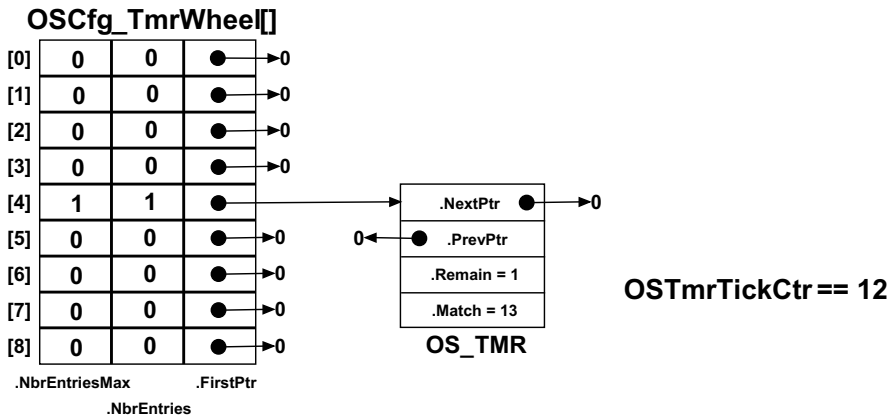 OSCfg_TmrWheel[]
[0] 0 0 0
[1] 0 0 0
[2] 0 0 0
[3] 0 0 0
[4] 1 1 .NextPtr 0
[5] 0 0 0 0 .PrevPtr
[6] 0 0 0 .Remain = 1
[7] 0 0 0 .Match = 13
[8] 0 0 0 OS_TMR
OSTmrTickCtr == 12
.NbrEntriesMax .FirstPtr
.NbrEntries